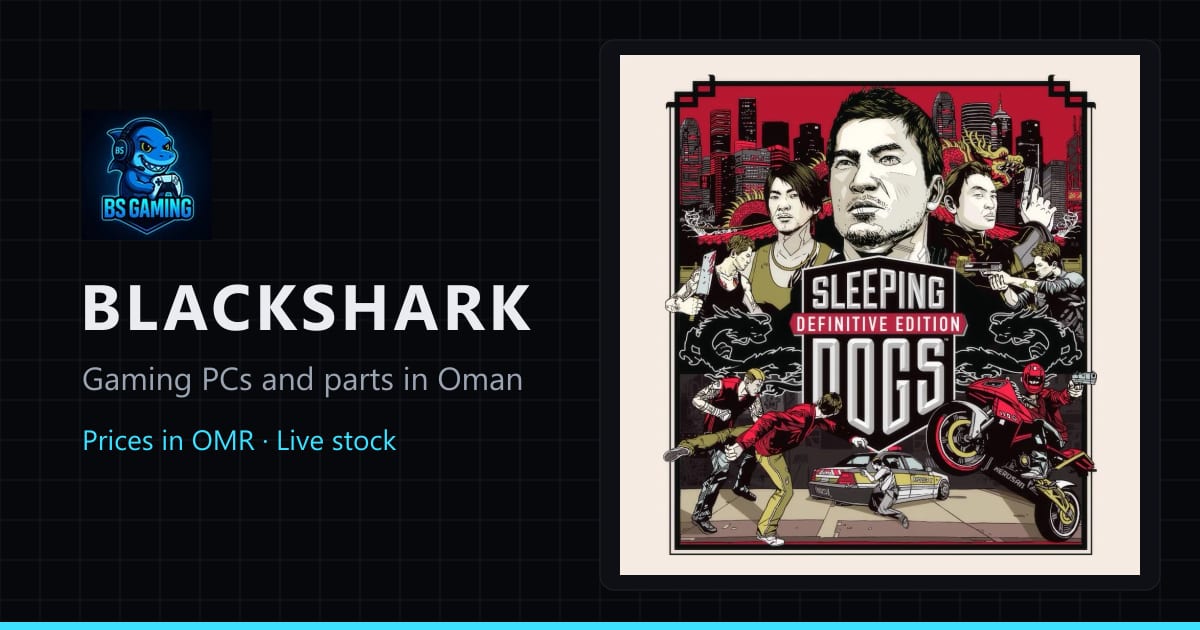 BS
BS GAMING
BLACKSHARK
Gaming PCs and parts in Oman
Prices in OMR · Live stock
SLEEPING
DEFINITIVE EDITION
DOGS